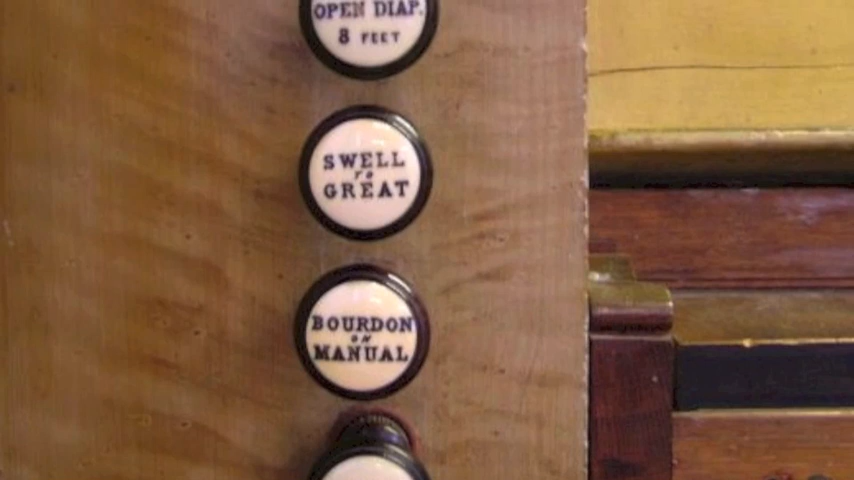 OPEN DIAP.
8 FEET
SWELL
TO
GREAT
BOURDON
ON
MANUAL